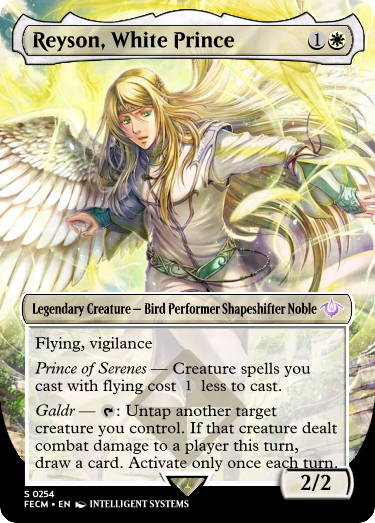 Reyson, White Prince 1
Legendary Creature — Bird Performer Shapeshifter Noble
Flying, vigilance
Prince of Serenes — Creature spells you
cast with flying cost 1 less to cast.
Galdr — : Untap another target
creature you control. If that creature dealt
combat damage to a player this turn,
draw a card. Activate only once each turn.
2/2
S 0254
FECM • EN INTELLIGENT SYSTEMS